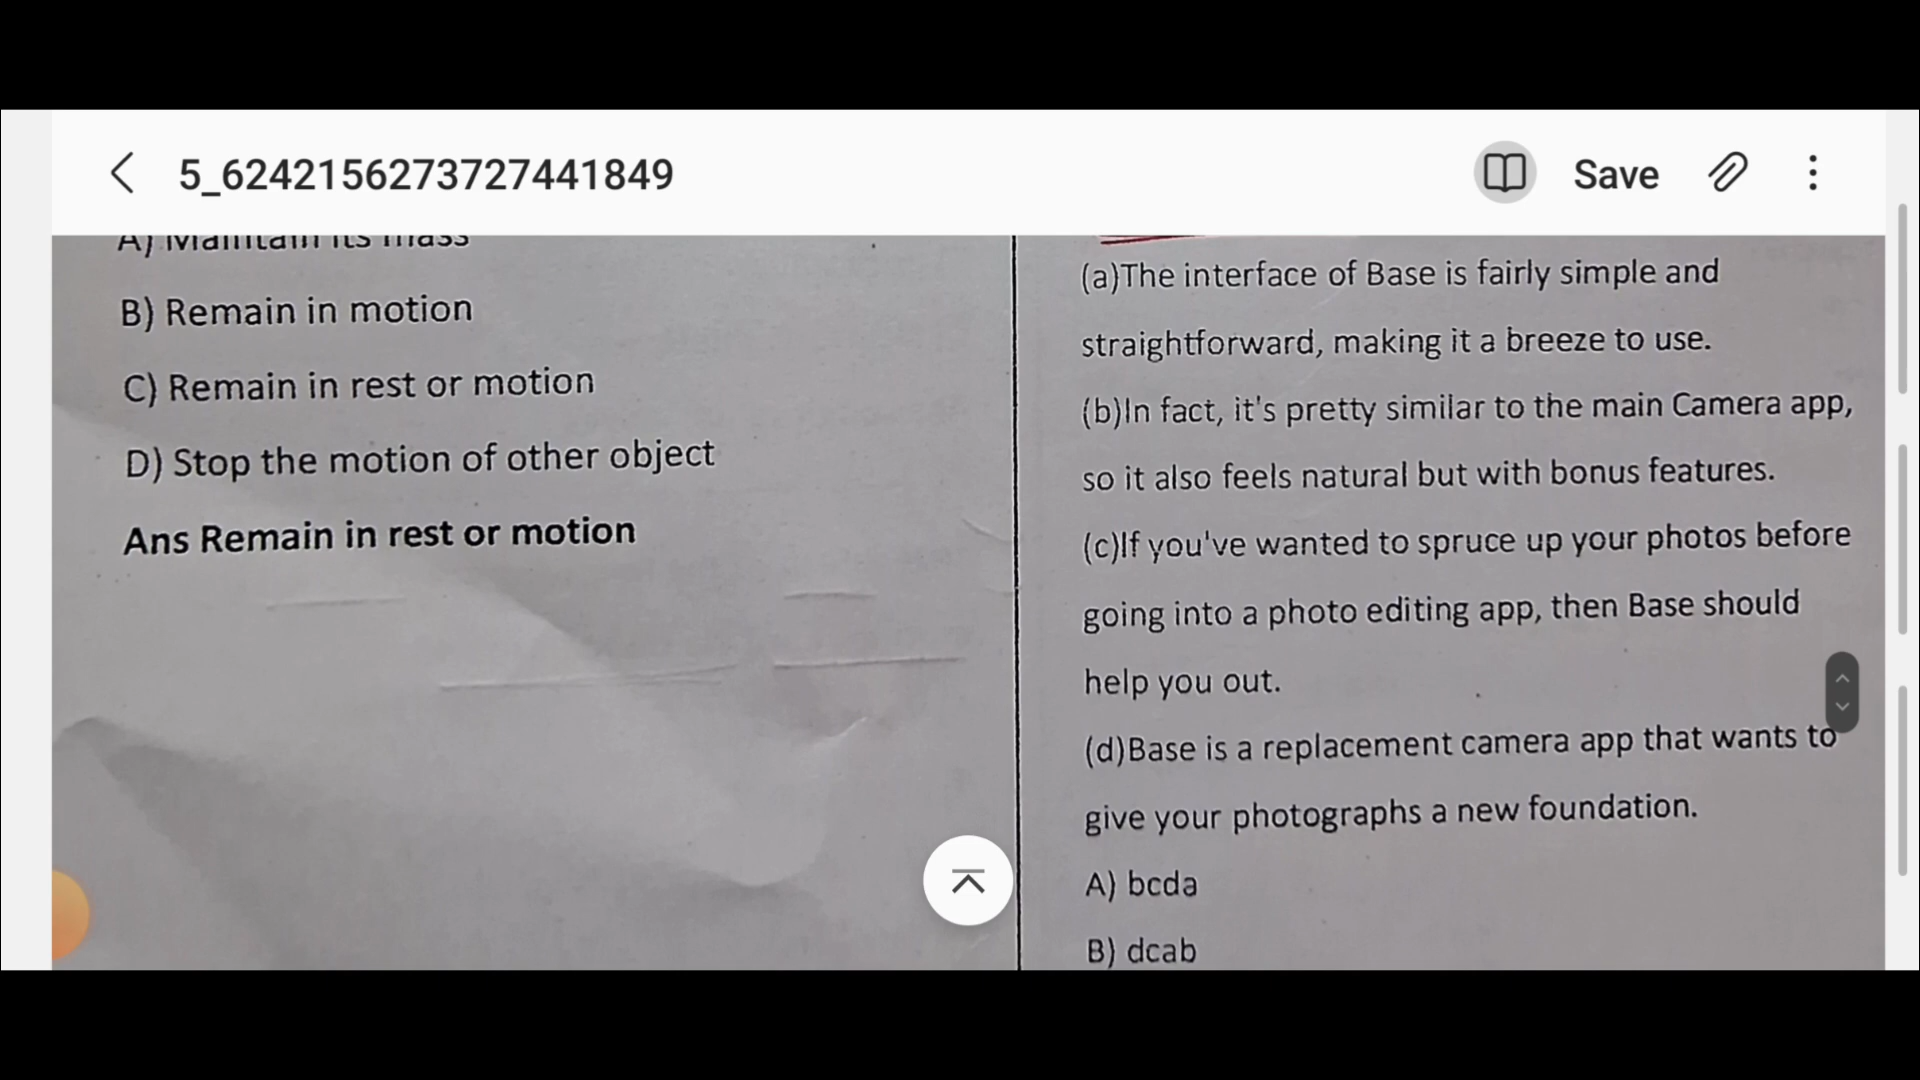 5_6242156273727441849
Save
A) Maintain its mass
B) Remain in motion
C) Remain in rest or motion
D) Stop the motion of other object
Ans Remain in rest or motion
(a)The interface of Base is fairly simple and
straightforward, making it a breeze to use.
(b)In fact, it's pretty similar to the main Camera app,
so it also feels natural but with bonus features.
(c)If you've wanted to spruce up your photos before
going into a photo editing app, then Base should
help you out.
(d)Base is a replacement camera app that wants to
give your photographs a new foundation.
A) bcda
B) dcab